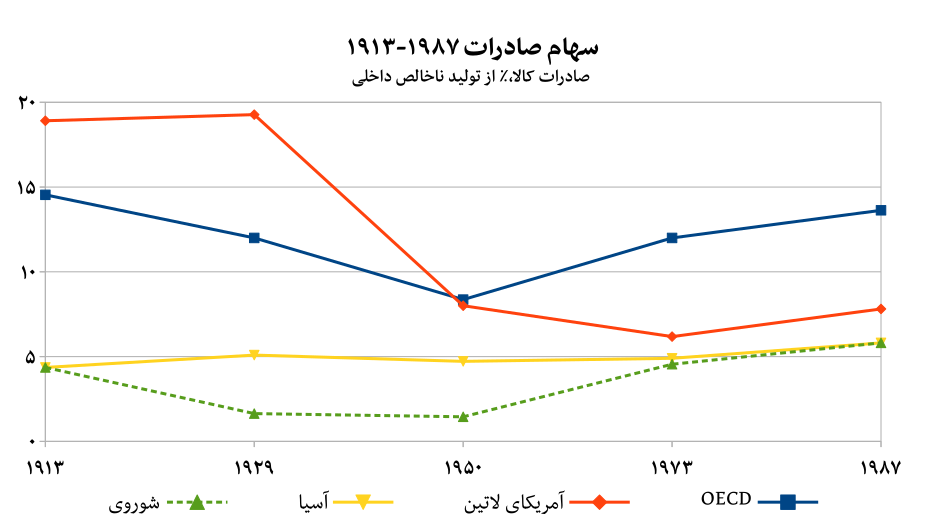 سهام صادرات ۱۹۸۷-۱۹۱۳
صادرات کالا،٪ از تولید ناخالص داخلی
۲۰
۱۵
۱۰
۵
۰
۱۹۱۳ ۱۹۲۹ ۱۹۵۰ ۱۹۷۳ ۱۹۸۷
OECD آمریکای لاتین آسیا شوروی